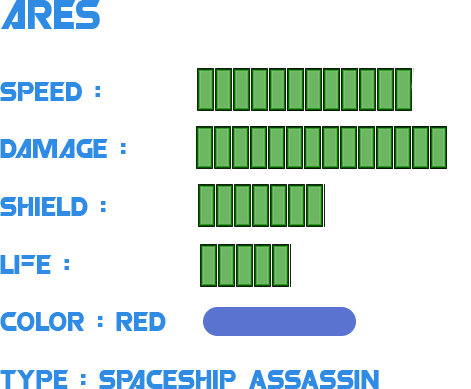 ARES
SPEED :
DAMAGE :
SHIELD :
LIFE :
COLOR : RED
TYPE : SPACESHIP ASSASSIN